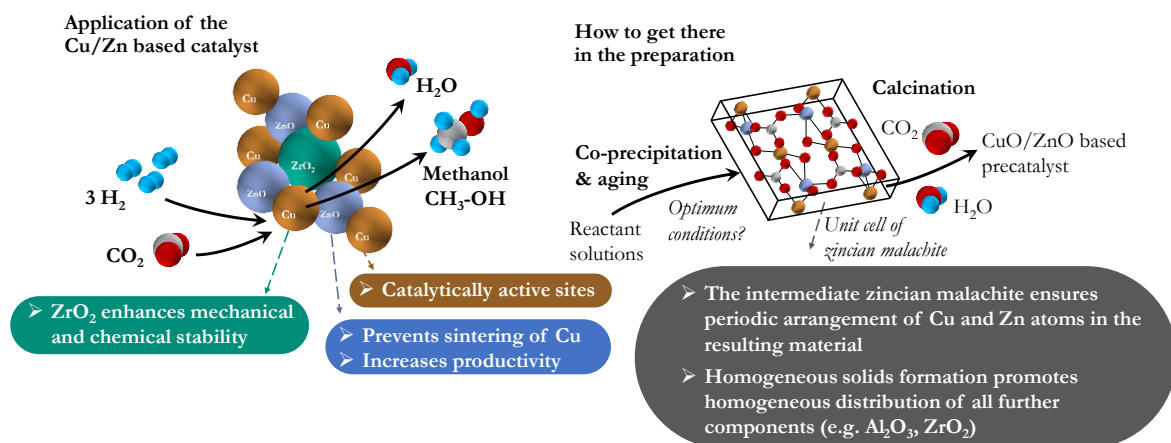 Application of the
Cu/Zn based catalyst
Cu
ZnO
Cu
Cu
ZrO₂
Cu
ZnO
Cu
ZnO
Cu
3 H₂
CO₂
H₂O
Methanol
CH₃-OH
➢ ZrO₂ enhances mechanical
and chemical stability
➢ Catalytically active sites
➢ Prevents sintering of Cu
➢ Increases productivity
How to get there
in the preparation
Co-precipitation
& aging
Reactant
solutions
Optimum
conditions?
Unit cell of
zincian malachite
Calcination
CO₂
CuO/ZnO based
precatalyst
H₂O
➢ The intermediate zincian malachite ensures
periodic arrangement of Cu and Zn atoms in the
resulting material
➢ Homogeneous solids formation promotes
homogeneous distribution of all further
components (e.g. Al₂O₃, ZrO₂)